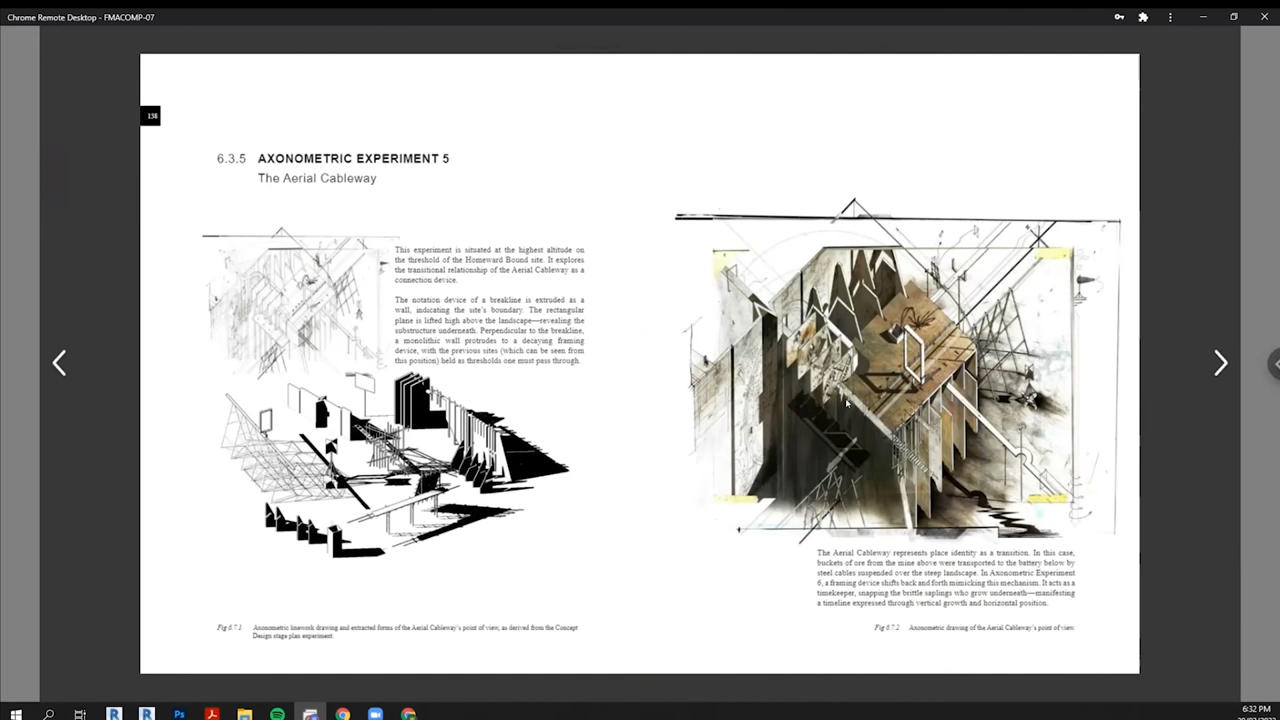 Chrome Remote Desktop - FMACOMP-07
138
6.3.5 AXONOMETRIC EXPERIMENT 5
The Aerial Cableway
This experiment is situated at the highest altitude on
the threshold of the Homeward Bound site. It explores
the transitional relationship of the Aerial Cableway as a
connection device.
The notation device of a breakline is extruded as a
wall, indicating the site's boundary. The rectangular
plane is lifted high above the landscape—revealing the
substructure underneath. Perpendicular to the breakline,
a monolithic wall protrudes to a decaying framing
device, with the previous sites (which can be seen from
this position) held as thresholds one must pass through.
The Aerial Cableway represents place identity as a transition. In this case,
buckets of ore from the mine above were transported to the battery below by
steel cables suspended over the steep landscape. In Axonometric Experiment
6, a framing device shifts back and forth mimicking this mechanism. It acts as a
timekeeper, snapping the brittle saplings who grow underneath—manifesting
a timeline expressed through vertical growth and horizontal position.
Fig 6.7.1 Axonometric linework drawing and extracted forms of the Aerial Cableway's point of view, as derived from the Concept
Design stage plan experiment.
Fig 6.7.2 Axonometric drawing of the Aerial Cableway's point of view.
6:32 PM